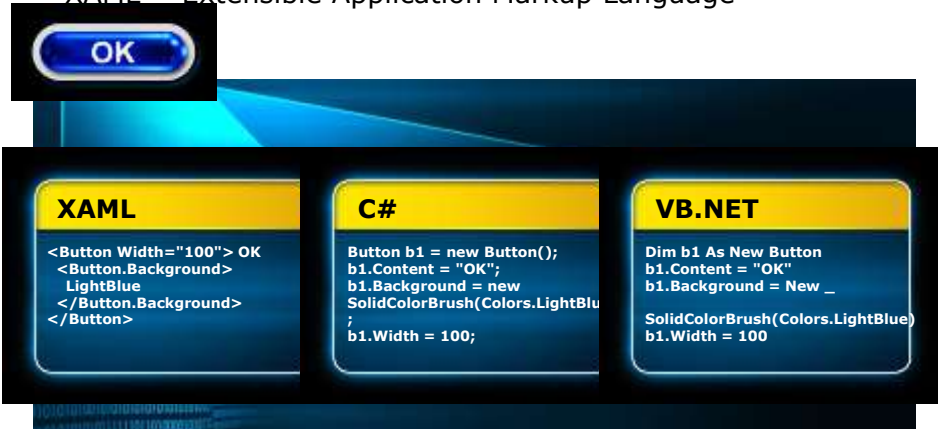 XAML – Extensible Application Markup Language
OK
XAML
<Button Width="100"> OK
<Button.Background>
LightBlue
</Button.Background>
</Button>
C#
Button b1 = new Button();
b1.Content = "OK";
b1.Background = new
SolidColorBrush(Colors.LightBlu
;
b1.Width = 100;
VB.NET
Dim b1 As New Button
b1.Content = "OK"
b1.Background = New _
SolidColorBrush(Colors.LightBlue)
b1.Width = 100